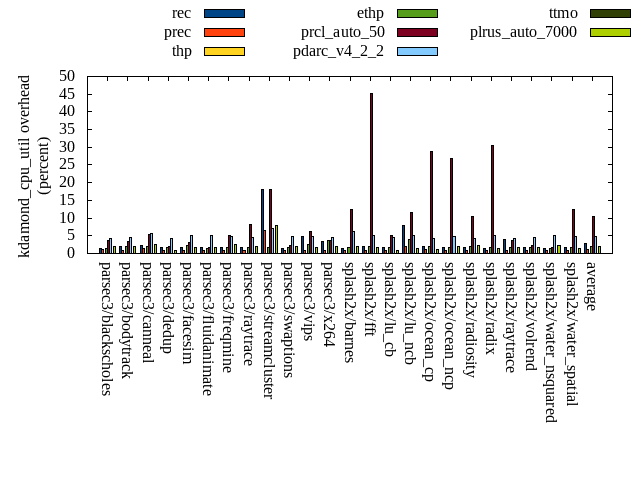 rec ethp ttmo
prec prcl_auto_50 plrus_auto_7000
thp pdarc_v4_2_2
kdamond_cpu_util overhead
(percent)
50
45
40
35
30
25
20
15
10
5
0
parsec3/blackscholes
parsec3/bodytrack
parsec3/canneal
parsec3/dedup
parsec3/facesim
parsec3/fluidanimate
parsec3/freqmine
parsec3/raytrace
parsec3/streamcluster
parsec3/swaptions
parsec3/vips
parsec3/x264
splash2x/barnes
splash2x/fft
splash2x/lu_cb
splash2x/lu_ncb
splash2x/ocean_cp
splash2x/ocean_ncp
splash2x/radiosity
splash2x/radix
splash2x/raytrace
splash2x/volrend
splash2x/water_nsquared
splash2x/water_spatial
average